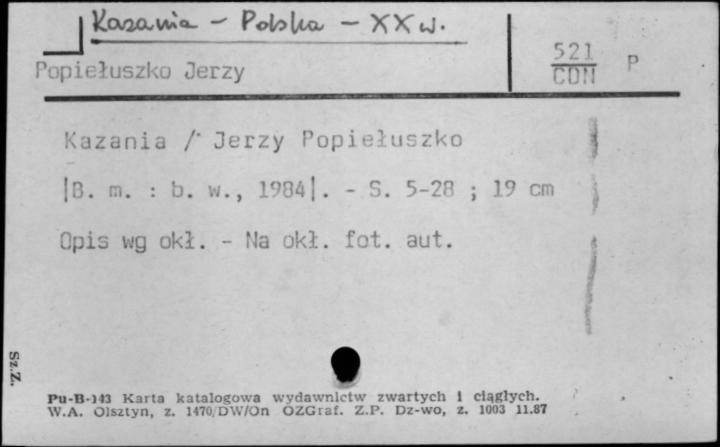 Kazania - Polska - XX w.
Popiełuszko Jerzy
521 P
CDN
Kazania / Jerzy Popiełuszko
|B. m. : b. w., 1984|. - S. 5-28 ; 19 cm
Opis wg okł. - Na okł. fot. aut.
Sz.Z.
Pu-B-143 Karta katalogowa wydawnictw zwartych i ciągłych.
W.A. Olsztyn, z. 1470/DW/On OZGraf. Z.P. Dz-wo, z. 1003 11.87